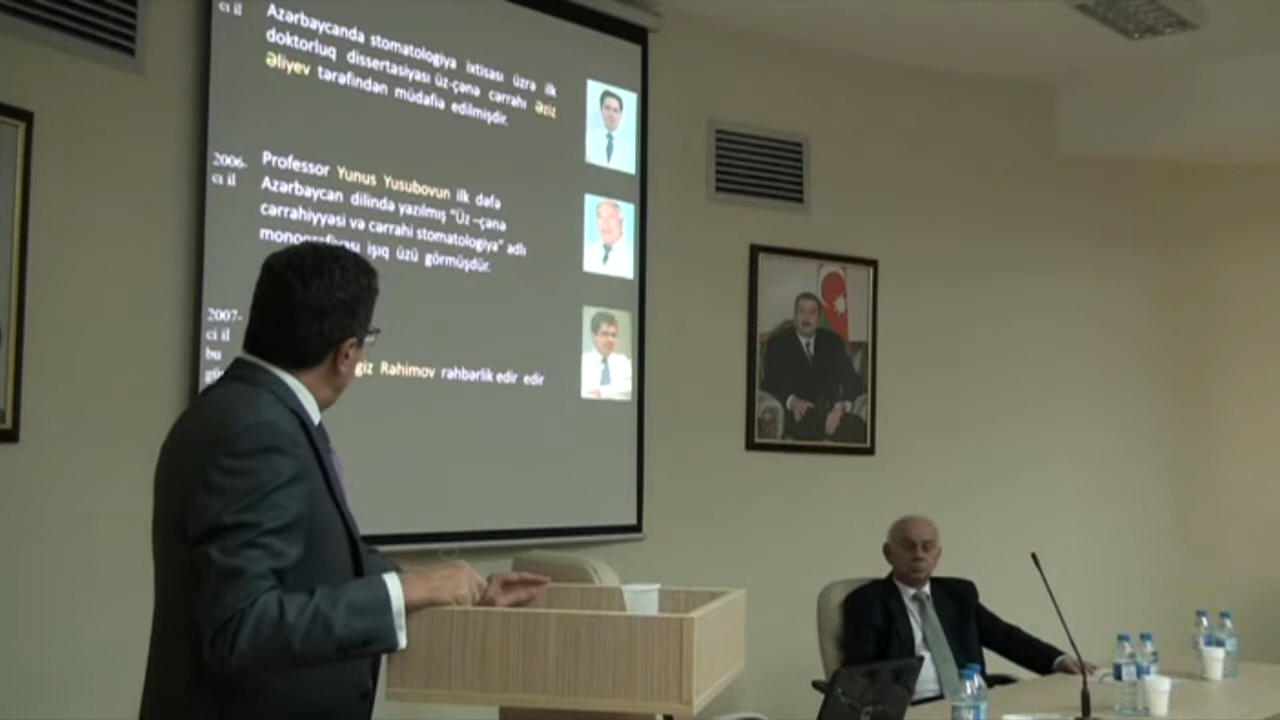 ci il
Azərbaycanda stomatologiya ixtisası üzrə ilk
doktorluq dissertasiyası üz-çənə cərrahı Əziz
Əliyev tərəfindən müdafiə edilmişdir.
2006-
ci il
Professor Yunus Yusubovun ilk dəfə
Azərbaycan dilində yazılmış "Üz –çənə
cərrahiyyəsi və cərrahi stomatologiya" adlı
işıq üzü görmüşdür.
2007-
ci il
bu
Rəhimov rəhbərlik edir edir